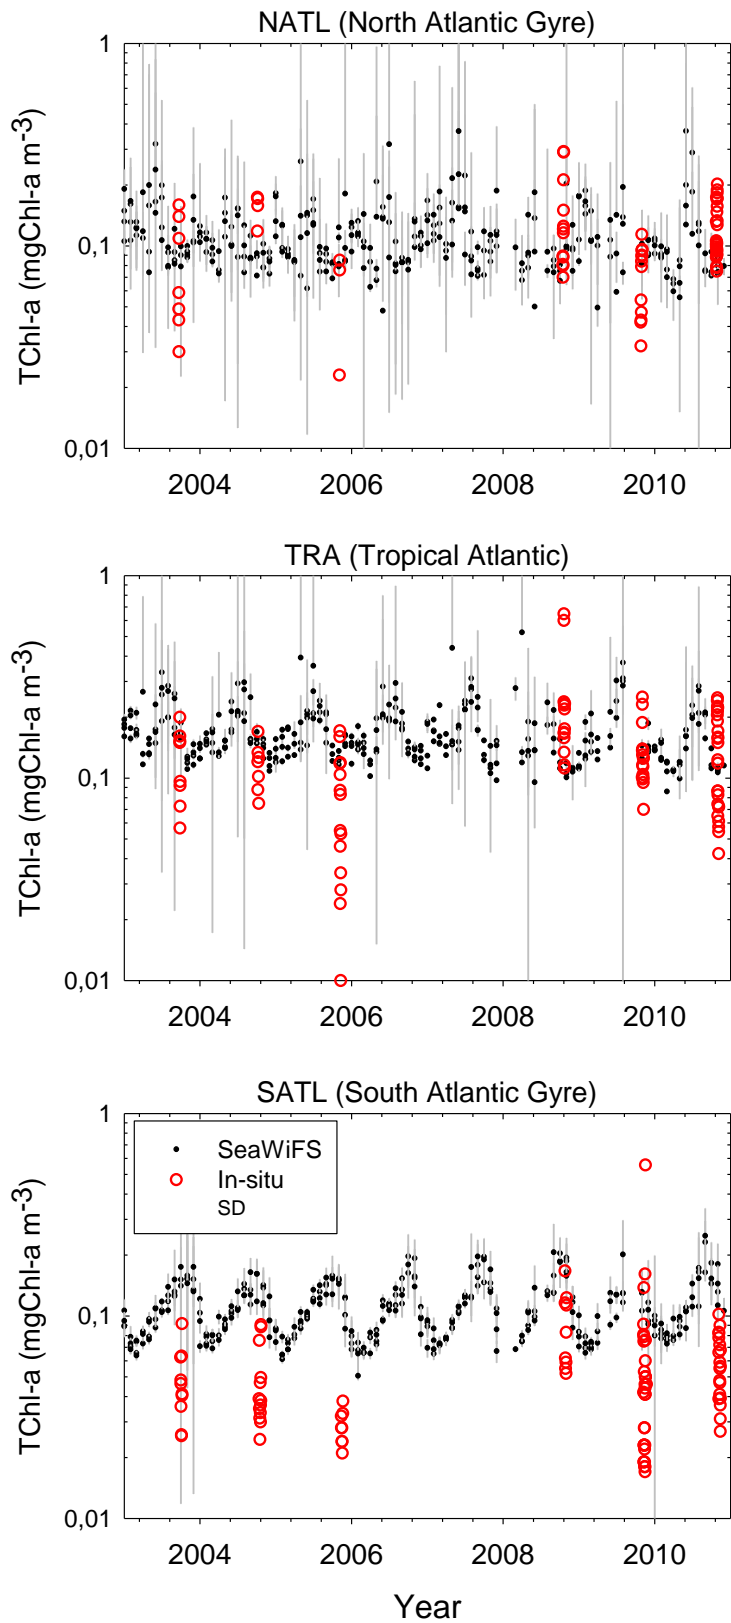 NATL (North Atlantic Gyre)
1
0,1
0,01
TChl-a (mgChl-a m-3)
2004 2006 2008 2010
TRA (Tropical Atlantic)
1
0,1
0,01
TChl-a (mgChl-a m-3)
2004 2006 2008 2010
SATL (South Atlantic Gyre)
1
0,1
0,01
TChl-a (mgChl-a m-3)
SeaWiFS
In-situ
SD
2004 2006 2008 2010
Year